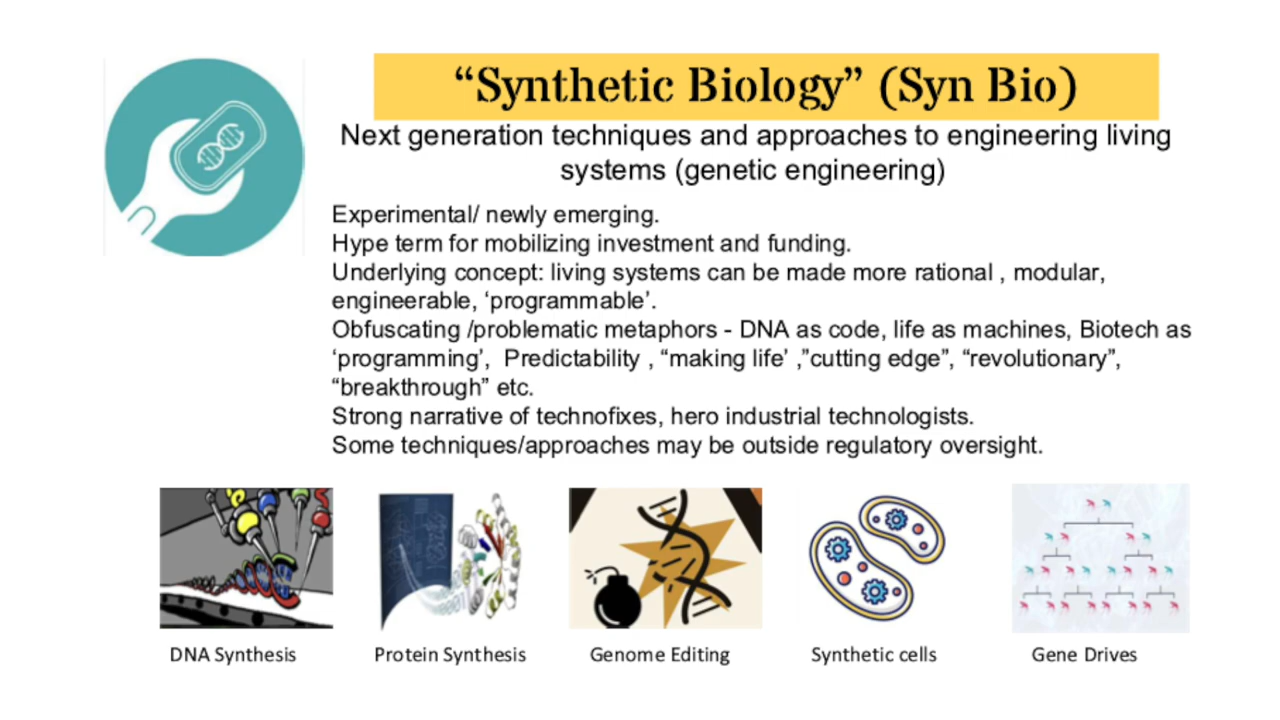 “Synthetic Biology” (Syn Bio)
Next generation techniques and approaches to engineering living
systems (genetic engineering)
Experimental/ newly emerging.
Hype term for mobilizing investment and funding.
Underlying concept: living systems can be made more rational , modular,
engineerable, ‘programmable’.
Obfuscating /problematic metaphors - DNA as code, life as machines, Biotech as
‘programming’, Predictability , “making life’ ,”cutting edge”, “revolutionary”,
“breakthrough” etc.
Strong narrative of technofixes, hero industrial technologists.
Some techniques/approaches may be outside regulatory oversight.
DNA Synthesis
Protein Synthesis
Genome Editing
Synthetic cells
Gene Drives